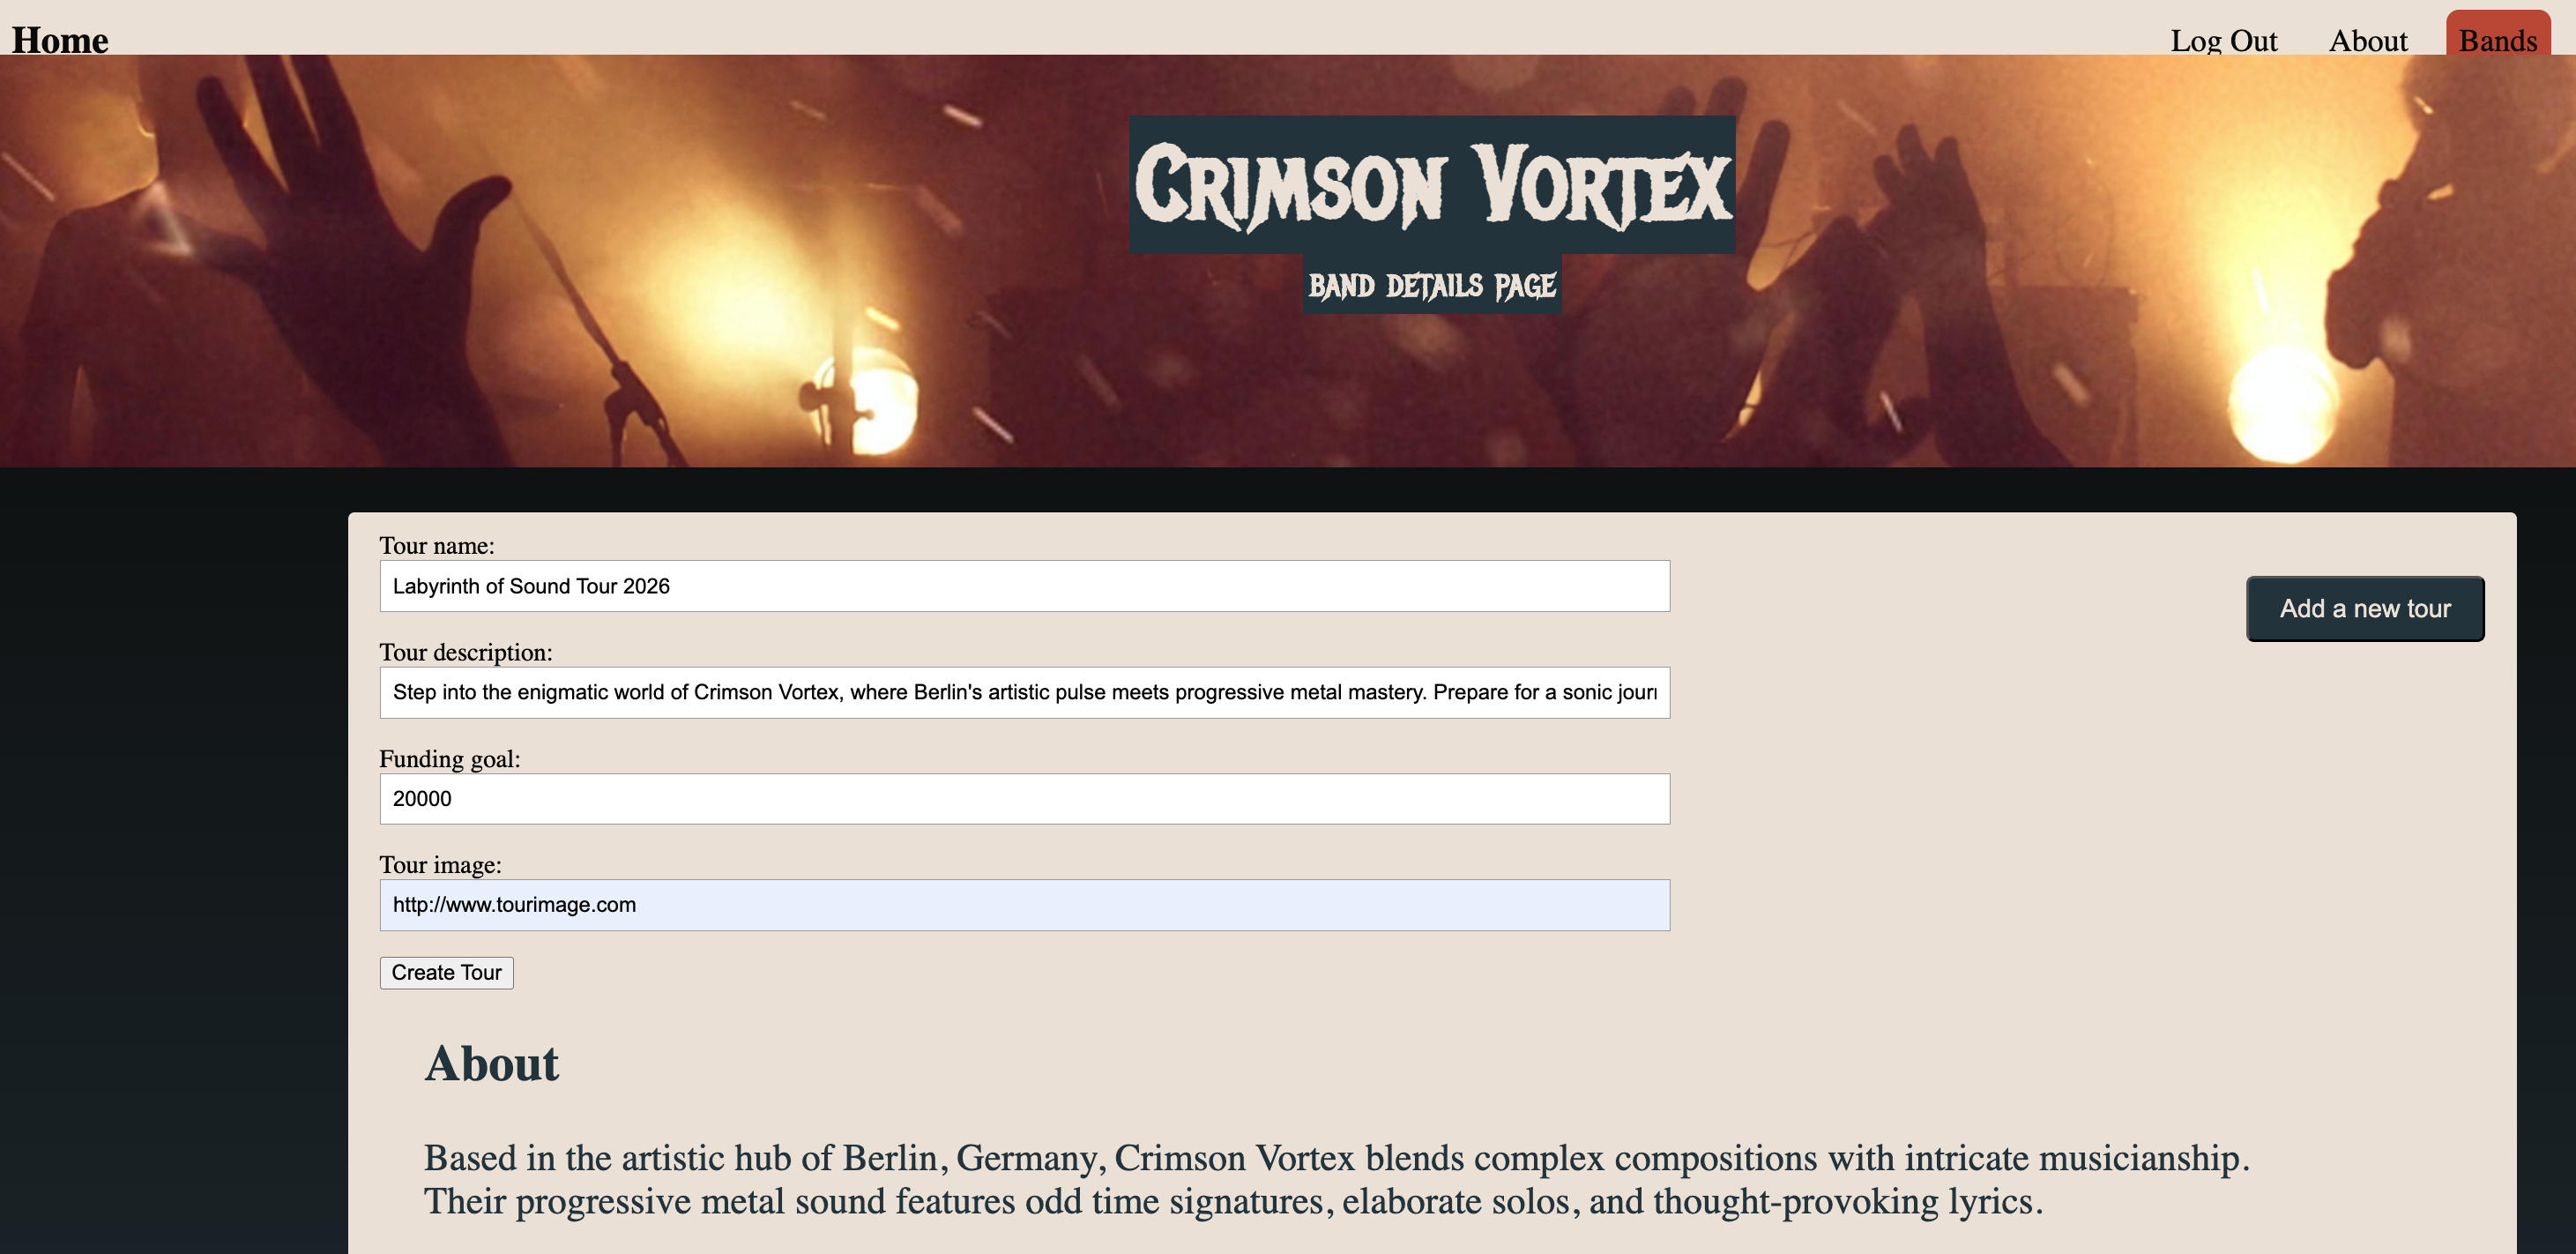 Home
Log Out
About
Bands
Crimson Vortex
Band Details Page
Tour name:
Labyrinth of Sound Tour 2026
Add a new tour
Tour description:
Step into the enigmatic world of Crimson Vortex, where Berlin's artistic pulse meets progressive metal mastery. Prepare for a sonic
Funding goal:
20000
Tour image:
http://www.tourimage.com
Create Tour
About
Based in the artistic hub of Berlin, Germany, Crimson Vortex blends complex compositions with intricate musicianship.
Their progressive metal sound features odd time signatures, elaborate solos, and thought-provoking lyrics.